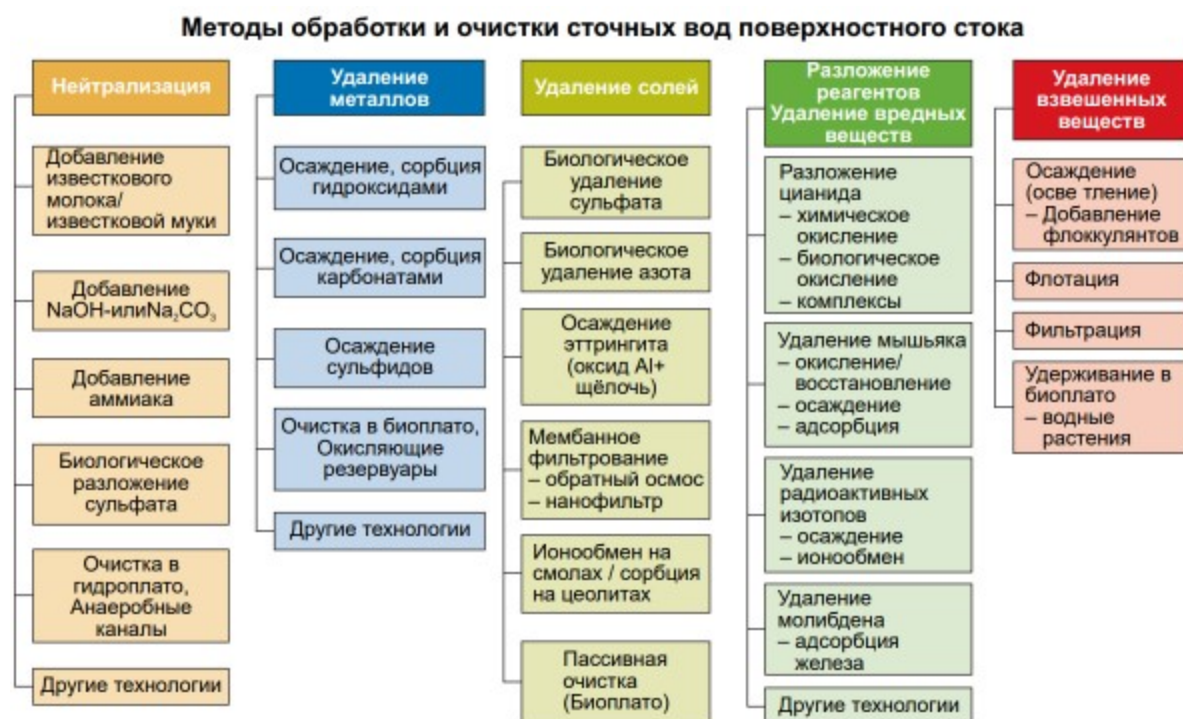 Методы обработки и очистки сточных вод поверхностного стока
Нейтрализация
Добавление
известкового
молока/
известковой муки
Добавление
NaOH-илиNa₂CO₃
Добавление
аммиака
Биологическое
разложение
сульфата
Очистка в
гидроплато,
Анаеробные
каналы
Другие технологии
Удаление
металлов
Осаждение, сорбция
гидроксидами
Осаждение, сорбция
карбонатами
Осаждение
сульфидов
Очистка в биоплато,
Окисляющие
резервуары
Другие технологии
Удаление солей
Биологическое
удаление
сульфата
Биологическое
удаление азота
Осаждение
эттрингита
(оксид Al+
щёлочь)
Мембанное
фильтрование
– обратный осмос
– нанофильтр
Ионообмен на
смолах / сорбция
на цеолитах
Пассивная
очистка
(Биоплато)
Разложение
реагентов
Удаление вредных
веществ
Разложение
цианида
– химическое
окисление
– биологическое
окисление
– комплексы
Удаление мышьяка
– окисление/
восстановление
– осаждение
– адсорбция
Удаление
радиоактивных
изотопов
– осаждение
– ионообмен
Удаление
молибдена
– адсорбция
железа
Другие технологии
Удаление
взвешенных
веществ
Осаждение
(осве тление)
– Добавление
флоккулянтов
Флотация
Фильтрация
Удерживание в
биоплато
– водные
растения